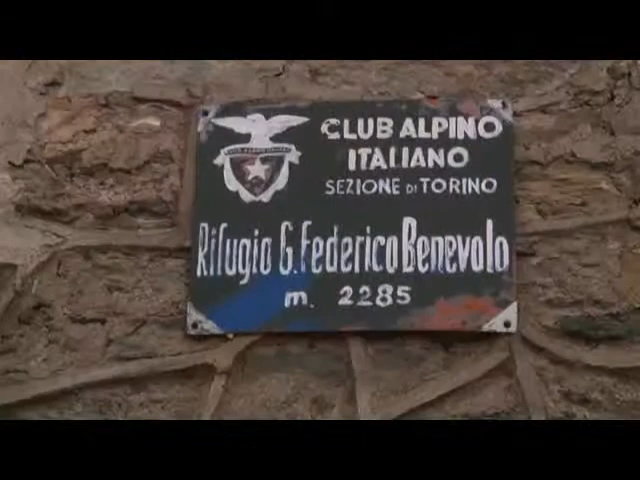 CLUB ALPINO
ITALIANO
SEZIONE DI TORINO
Rifugio G. Federico Benevolo
m. 2285